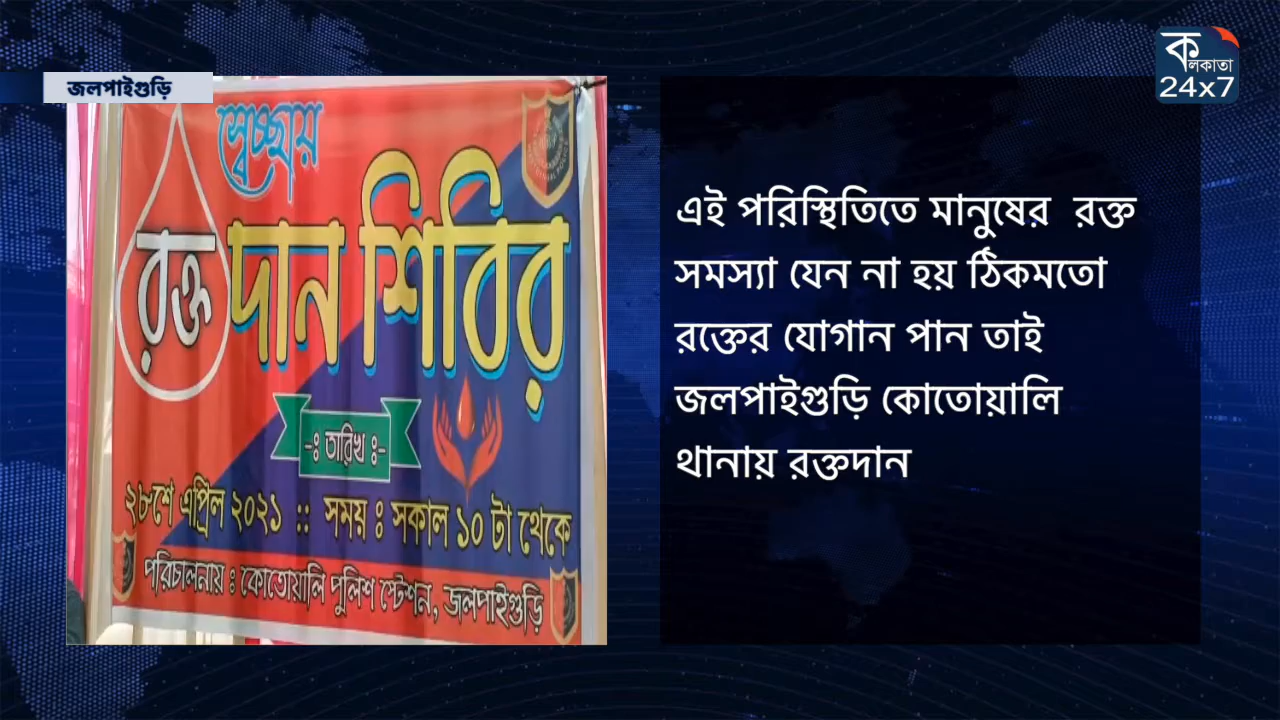 জলপাইগুড়ি
কলকাতা
24x7
স্বেচ্ছায়
রক্ত দান শিবির
-ঃ তারিখ ঃ-
২৮শে এপ্রিল ২০২১ :: সময় ঃ সকাল ১০ টা থেকে
পরিচালনায় ঃ কোতোয়ালি পুলিশ স্টেশন, জলপাইগুড়ি
এই পরিস্থিতিতে মানুষের রক্ত
সমস্যা যেন না হয় ঠিকমতো
রক্তের যোগান পান তাই
জলপাইগুড়ি কোতোয়ালি
থানায় রক্তদান